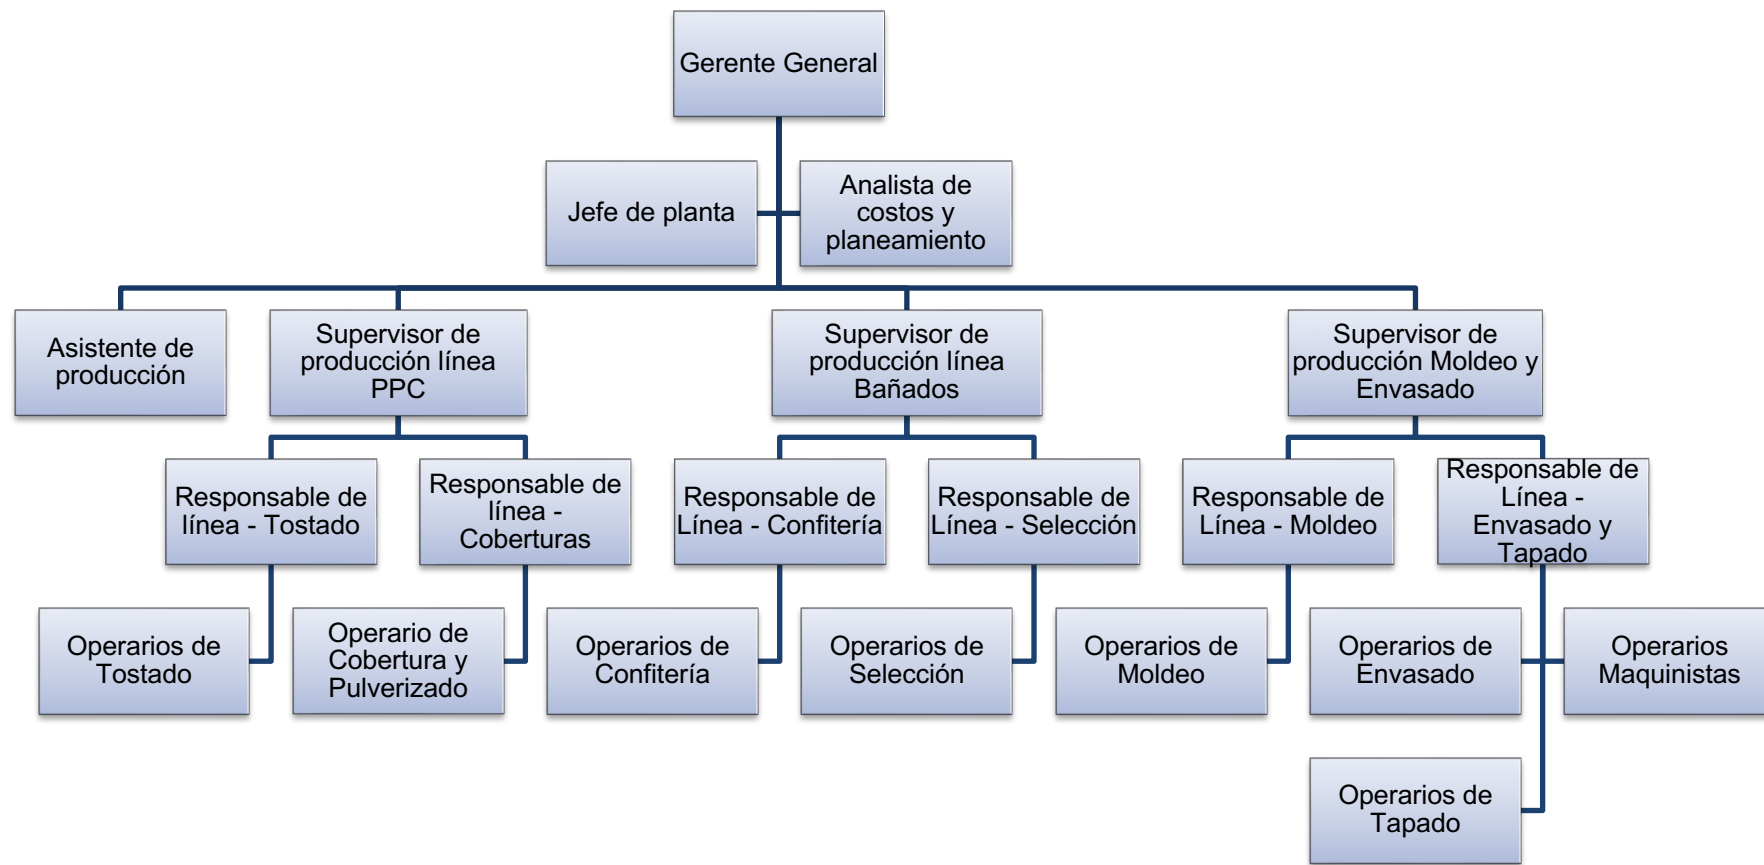 Gerente General
Jefe de planta
Analista de
costos y
planeamiento
Asistente de
producción
Supervisor de
producción línea
PPC
Supervisor de
producción línea
Bañados
Supervisor de
producción Moldeo y
Envasado
Responsable de
línea - Tostado
Responsable de
línea -
Coberturas
Responsable de
Línea - Confitería
Responsable de
Línea - Selección
Responsable de
Línea - Moldeo
Responsable de
Línea -
Envasado y
Tapado
Operarios de
Tostado
Operario de
Cobertura y
Pulverizado
Operarios de
Confitería
Operarios de
Selección
Operarios de
Moldeo
Operarios de
Envasado
Operarios
Maquinistas
Operarios de
Tapado